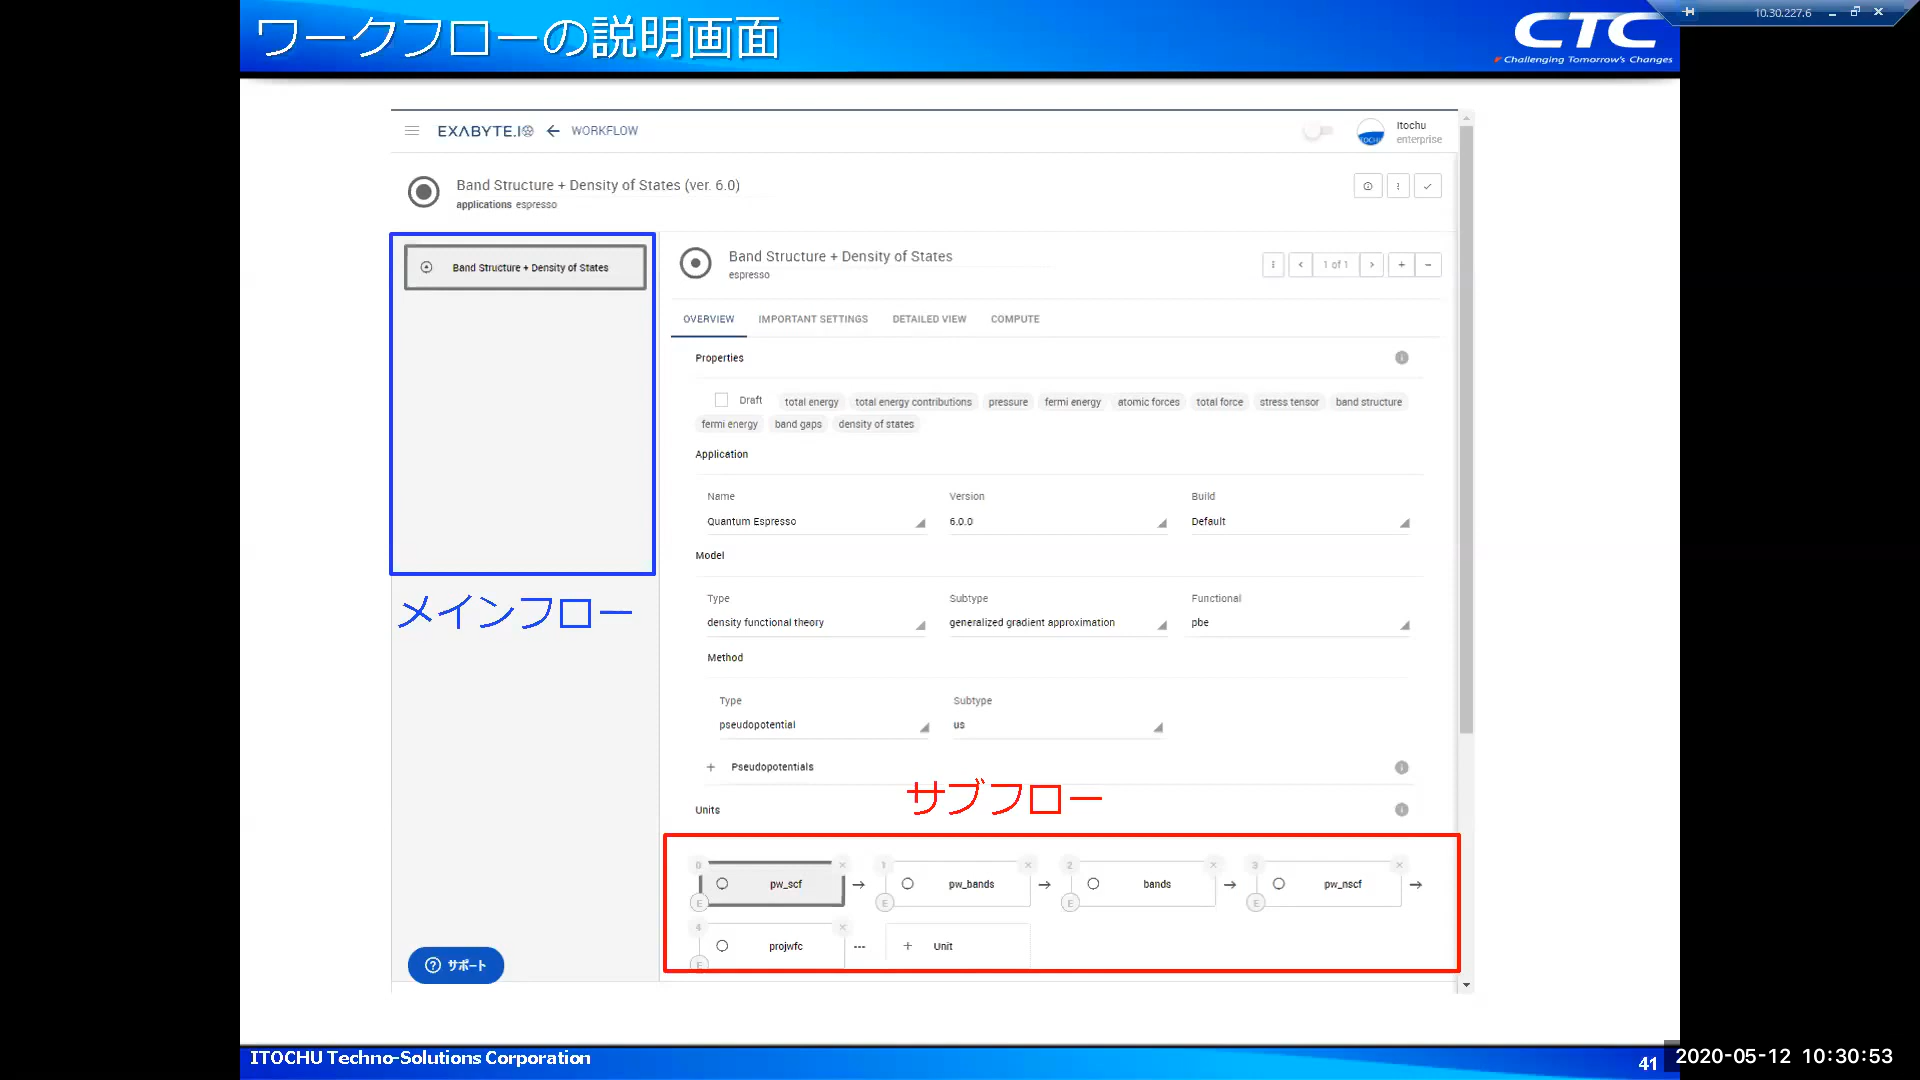 ワークフローの説明画面
CTC
Challenging Tomorrow's Changes
10.30.227.6
EXABYTE.IO
WORKFLOW
Itochu
enterprise
ITOCHU
Band Structure + Density of States (ver. 6.0)
applications espresso
Band Structure + Density of States
メインフロー
サポート
Band Structure + Density of States
espresso
1 of 1
OVERVIEW IMPORTANT SETTINGS DETAILED VIEW COMPUTE
Properties
Draft total energy total energy contributions pressure fermi energy atomic forces total force stress tensor band structure
fermi energy band gaps density of states
Application
Name Version Build
Quantum Espresso 6.0.0 Default
Model
Type Subtype Functional
density functional theory generalized gradient approximation pbe
Method
Type Subtype
pseudopotential us
+ Pseudopotentials
サブフロー
Units
0 1 2 3
pw_scf → pw_bands → bands → pw_nscf →
E E E E
4
projwfc --- + Unit
E
ITOCHU Techno-Solutions Corporation
41
2020-05-12 10:30:53